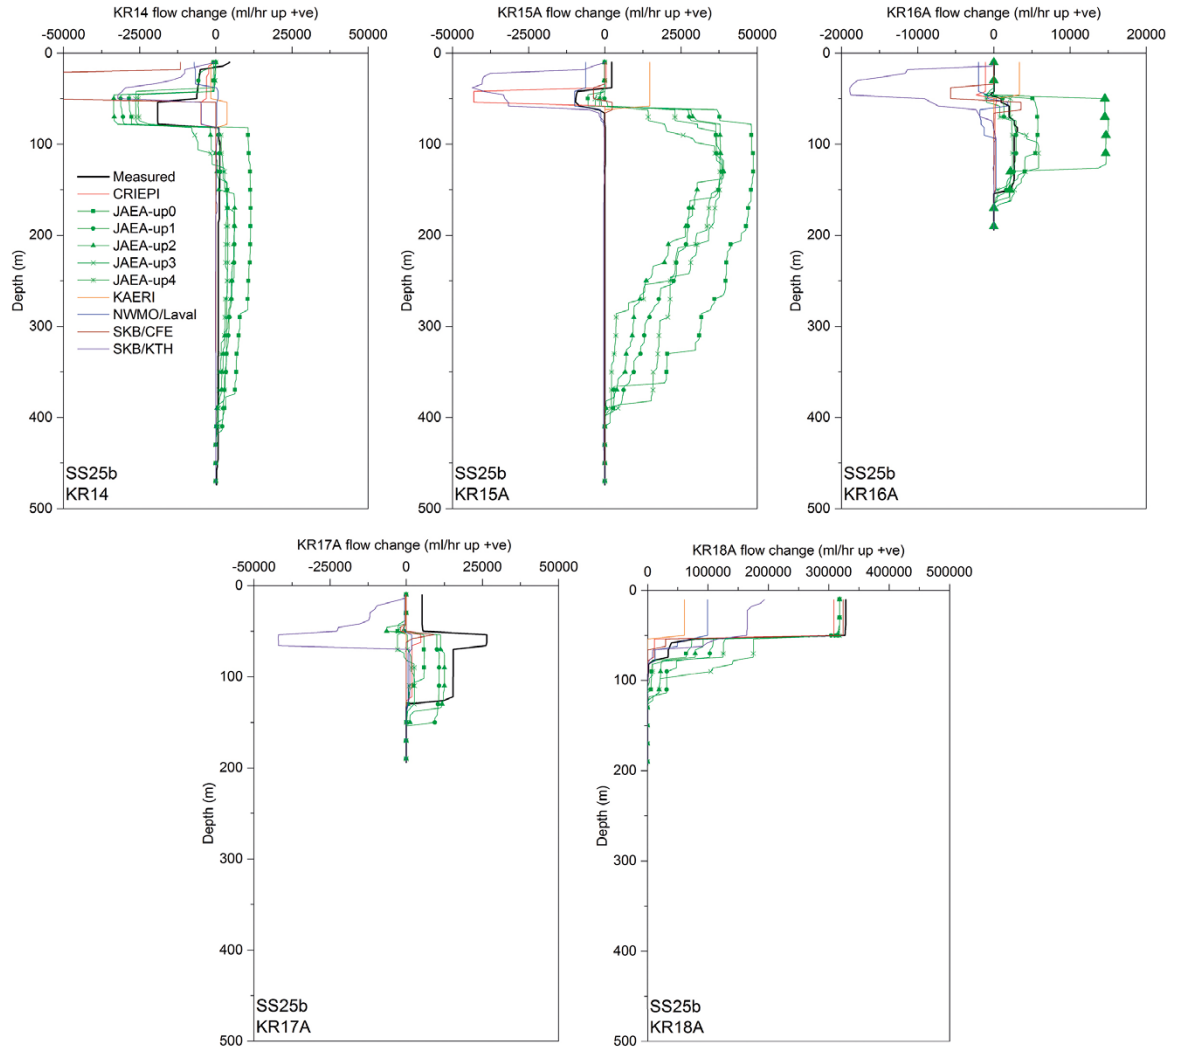 KR14 flow change (ml/hr up +ve)
-50000 -25000 0 25000 50000
0
100
200
300
400
500
Depth (m)
Measured
CRIEPI
JAEA-up0
JAEA-up1
JAEA-up2
JAEA-up3
JAEA-up4
KAERI
NWMO/Laval
SKB/CFE
SKB/KTH
SS25b
KR14
KR15A flow change (ml/hr up +ve)
-50000 -25000 0 25000 50000
0
100
200
300
400
500
Depth (m)
SS25b
KR15A
KR16A flow change (ml/hr up +ve)
-20000 -10000 0 10000 20000
0
100
200
300
400
500
Depth (m)
SS25b
KR16A
KR17A flow change (ml/hr up +ve)
-50000 -25000 0 25000 50000
0
100
200
300
400
500
Depth (m)
SS25b
KR17A
KR18A flow change (ml/hr up +ve)
0 100000 200000 300000 400000 500000
0
100
200
300
400
500
Depth (m)
SS25b
KR18A